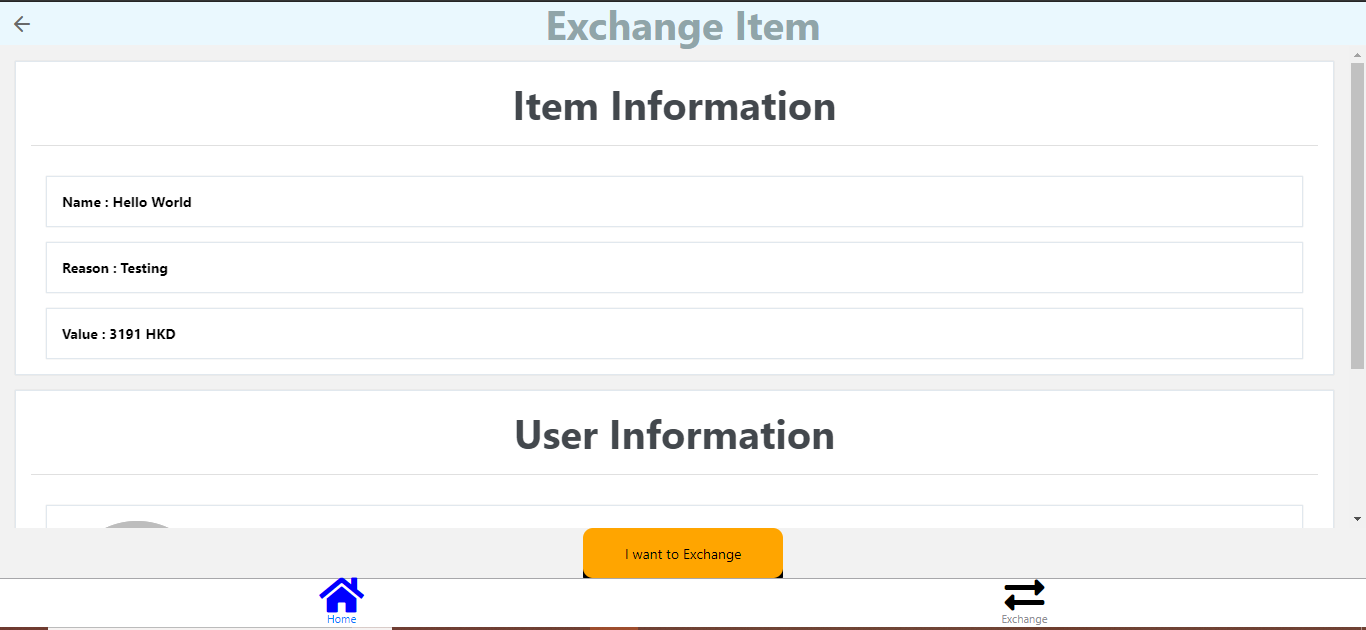 Exchange Item
Item Information
Name : Hello World
Reason : Testing
Value : 3191 HKD
User Information
I want to Exchange
Home
Exchange